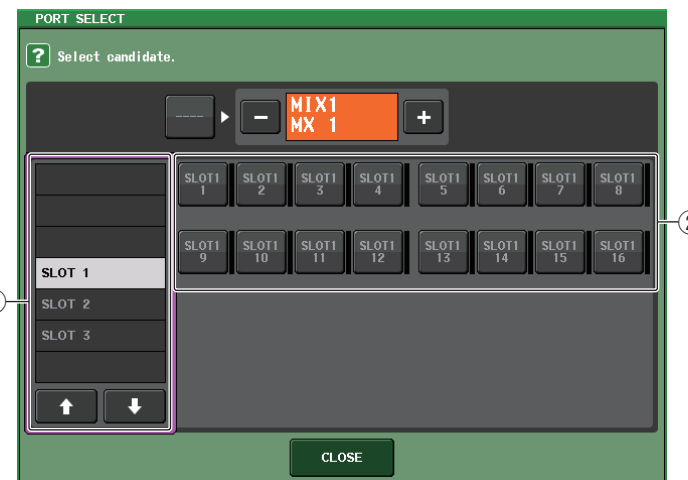 PORT SELECT
? Select candidate.
----
−
MIX1
MX 1
+
SLOT 1
SLOT 2
SLOT 3
SLOT1 1
SLOT1 2
SLOT1 3
SLOT1 4
SLOT1 5
SLOT1 6
SLOT1 7
SLOT1 8
SLOT1 9
SLOT1 10
SLOT1 11
SLOT1 12
SLOT1 13
SLOT1 14
SLOT1 15
SLOT1 16
CLOSE